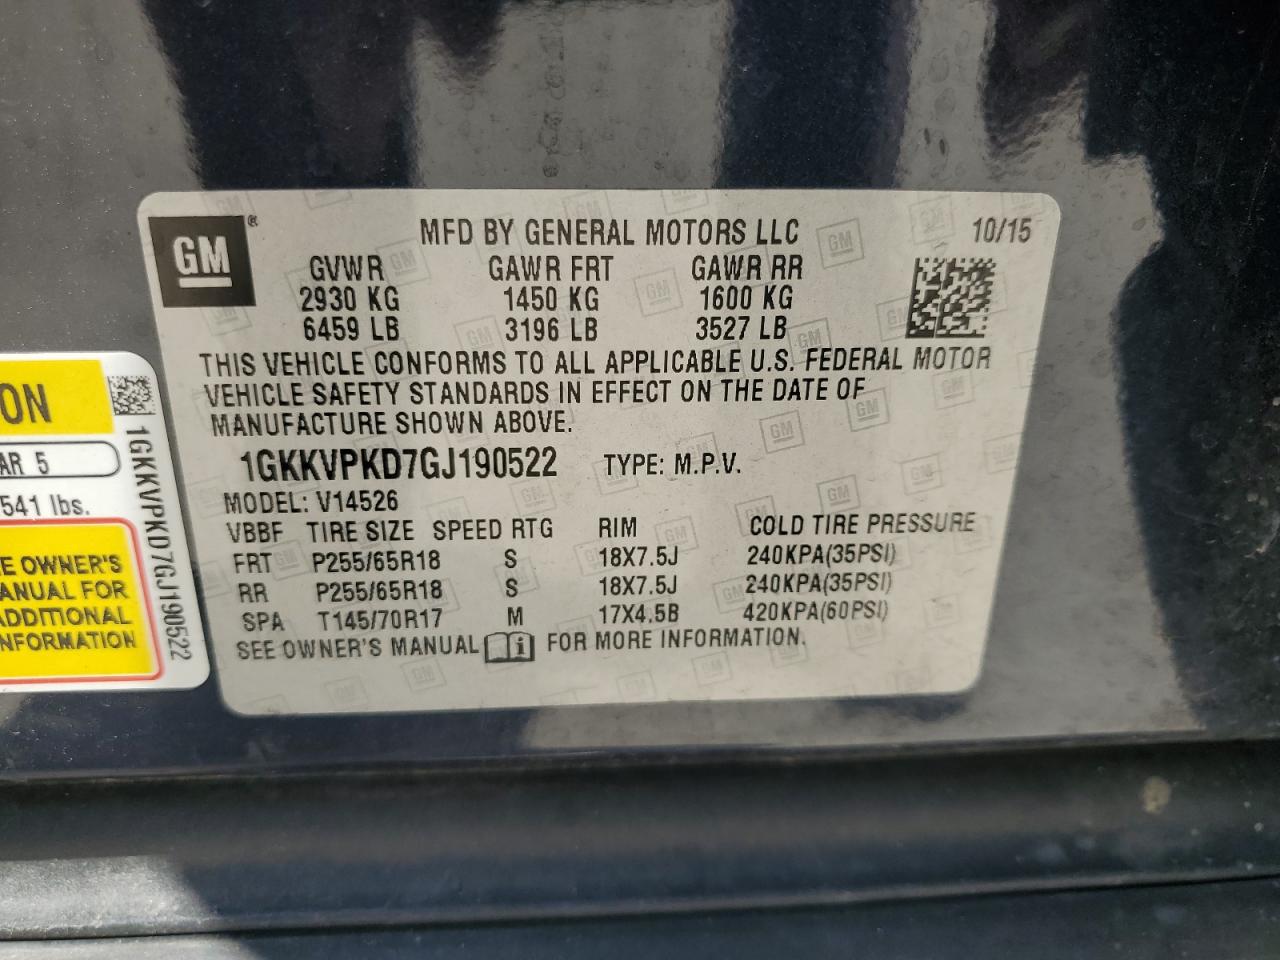 GM®
MFD BY GENERAL MOTORS LLC 10/15
GVWR GAWR FRT GAWR RR
2930 KG 1450 KG 1600 KG
6459 LB 3196 LB 3527 LB
THIS VEHICLE CONFORMS TO ALL APPLICABLE U.S. FEDERAL MOTOR
VEHICLE SAFETY STANDARDS IN EFFECT ON THE DATE OF
MANUFACTURE SHOWN ABOVE.
1GKKVPKD7GJ190522 TYPE: M.P.V.
MODEL: V14526
VBBF TIRE SIZE SPEED RTG RIM COLD TIRE PRESSURE
FRT P255/65R18 S 18X7.5J 240KPA(35PSI)
RR P255/65R18 S 18X7.5J 240KPA(35PSI)
SPA T145/70R17 M 17X4.5B 420KPA(60PSI)
SEE OWNER'S MANUAL FOR MORE INFORMATION.
ON
AR 5
541 lbs.
EE OWNER'S
ANUAL FOR
ADDITIONAL
NFORMATION
1GKKVPKD7GJ190522